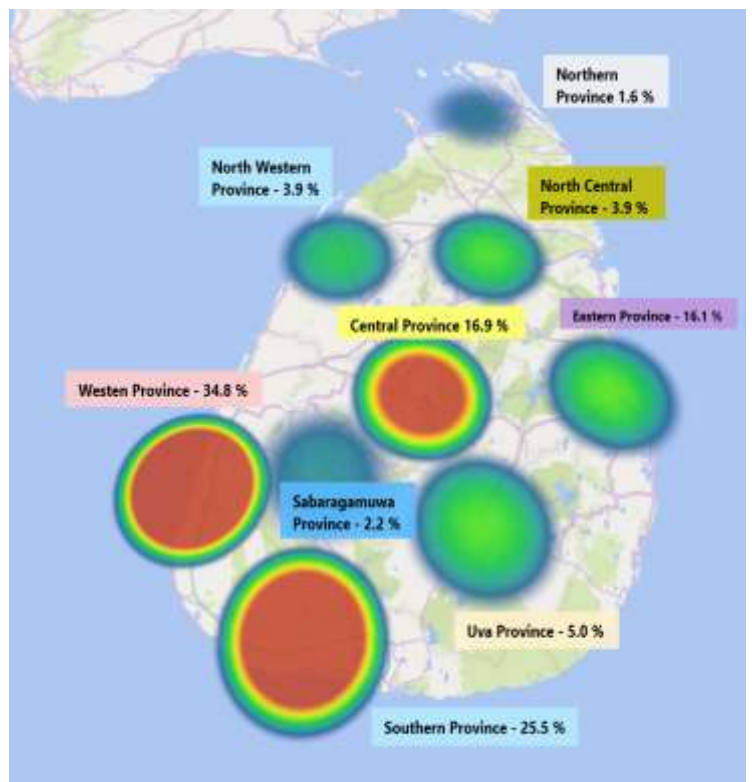 Northern
Province 1.6 %
North Western
Province - 3.9 %
North Central
Province - 3.9 %
Eastern Province - 16.1 %
Central Province 16.9 %
Westen Province - 34.8 %
Sabaragamuwa
Province - 2.2 %
Uva Province - 5.0 %
Southern Province - 25.5 %